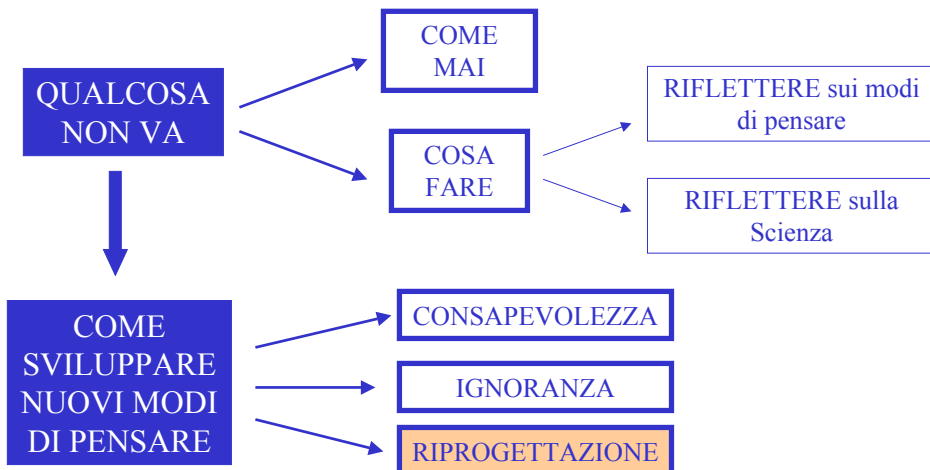 QUALCOSA
NON VA
COME
MAI
COSA
FARE
RIFLETTERE sui modi
di pensare
RIFLETTERE sulla
Scienza
COME
SVILUPPARE
NUOVI MODI
DI PENSARE
CONSAPEVOLEZZA
IGNORANZA
RIPROGETTAZIONE